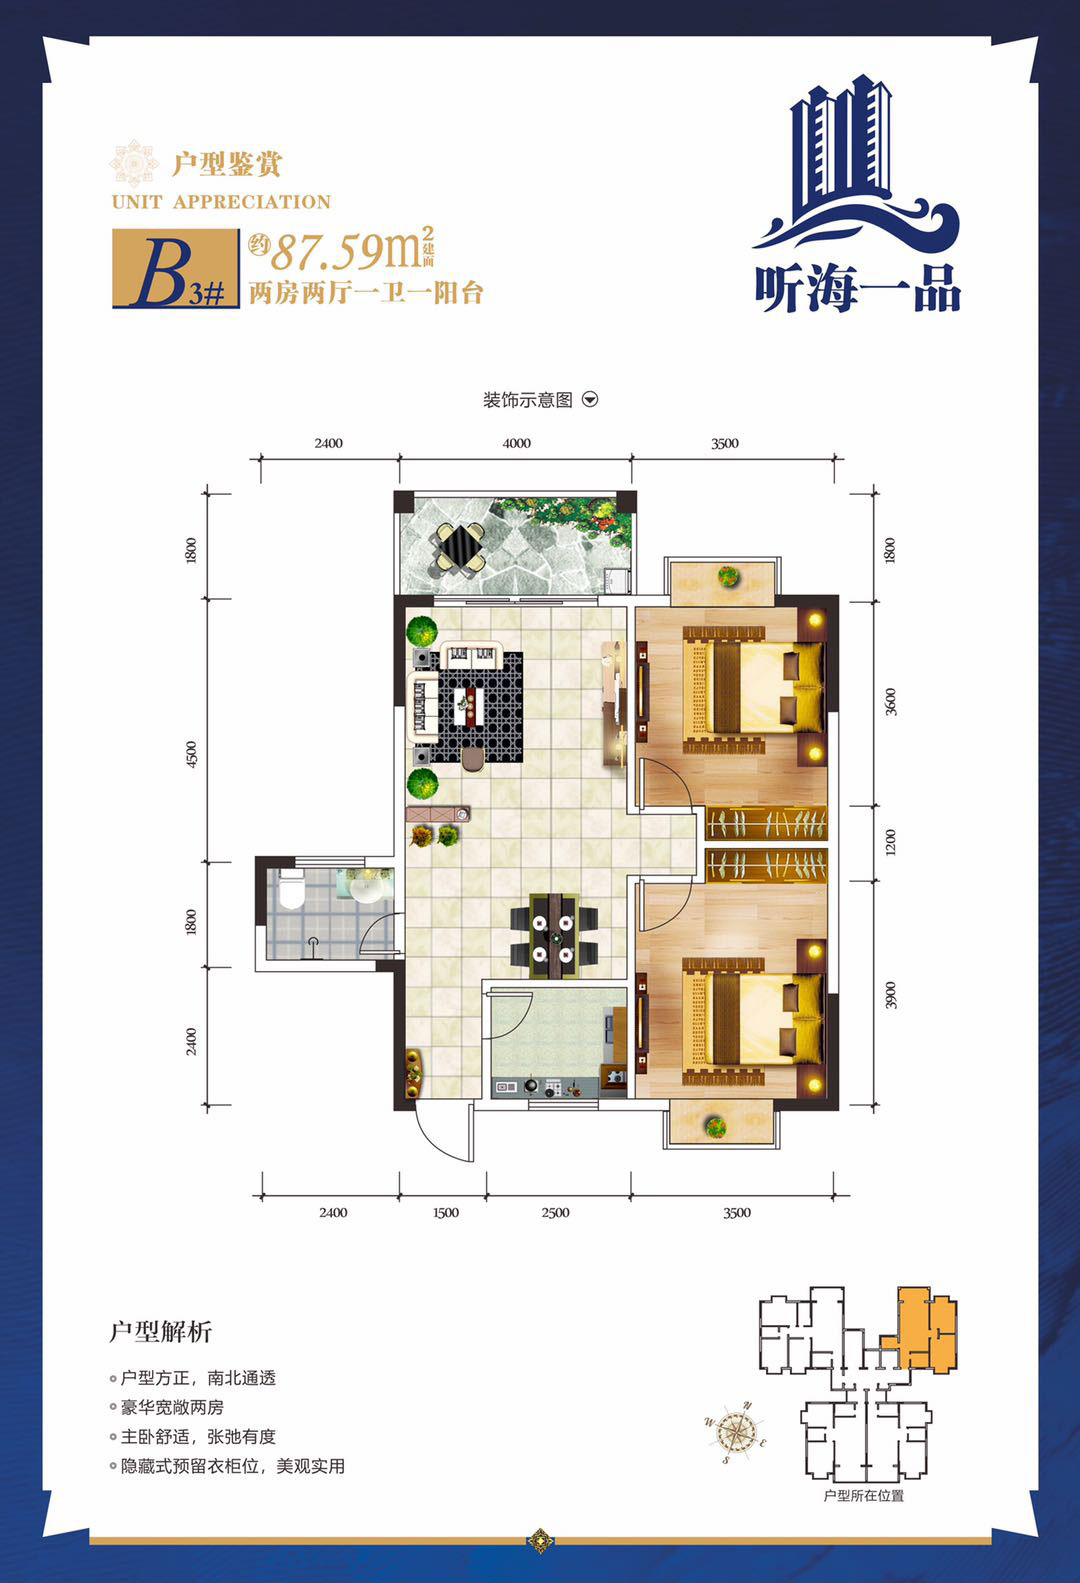 户型鉴赏
UNIT APPRECIATION
B3#
约87.59m²建面
两房两厅一卫一阳台
听海一品
装饰示意图
2400 4000 3500
1800
4500
1800
2400
1800
3600
1200
3900
2400 1500 2500 3500
户型解析
户型方正，南北通透
豪华宽敞两房
主卧舒适，张弛有度
隐藏式预留衣柜位，美观实用
N
W
E
S
户型所在位置